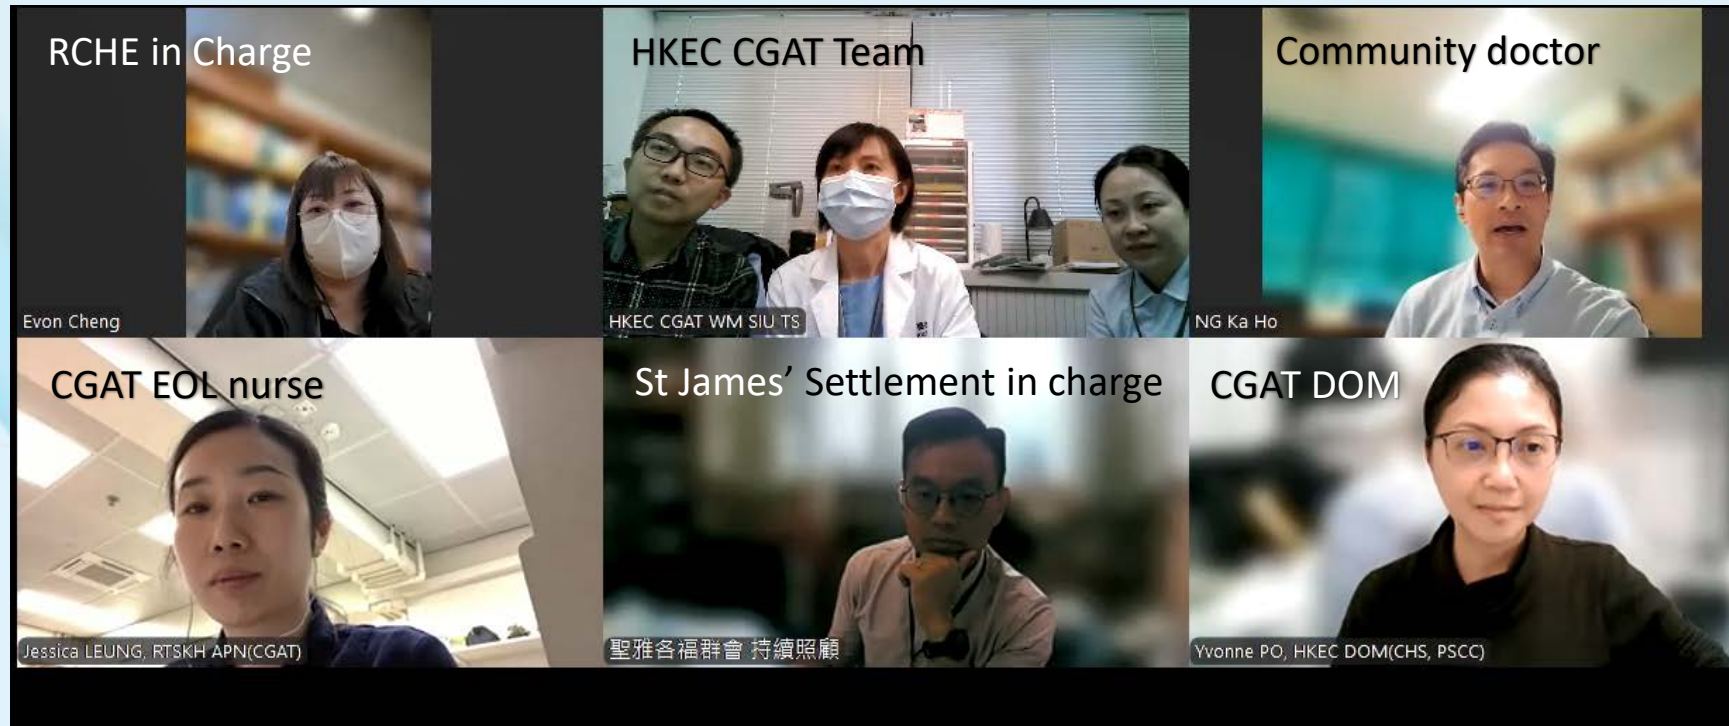 RCHE in Charge
HKEC CGAT Team
Community doctor
Evon Cheng
HKEC CGAT WM SIU TS
NG Ka Ho
CGAT EOL nurse
St James’ Settlement in charge
CGAT DOM
Jessica LEUNG, RTSKH APN(CGAT)
聖雅各福群會 持續照顧
Yvonne PO, HKEC DOM(CHS, PSCC)